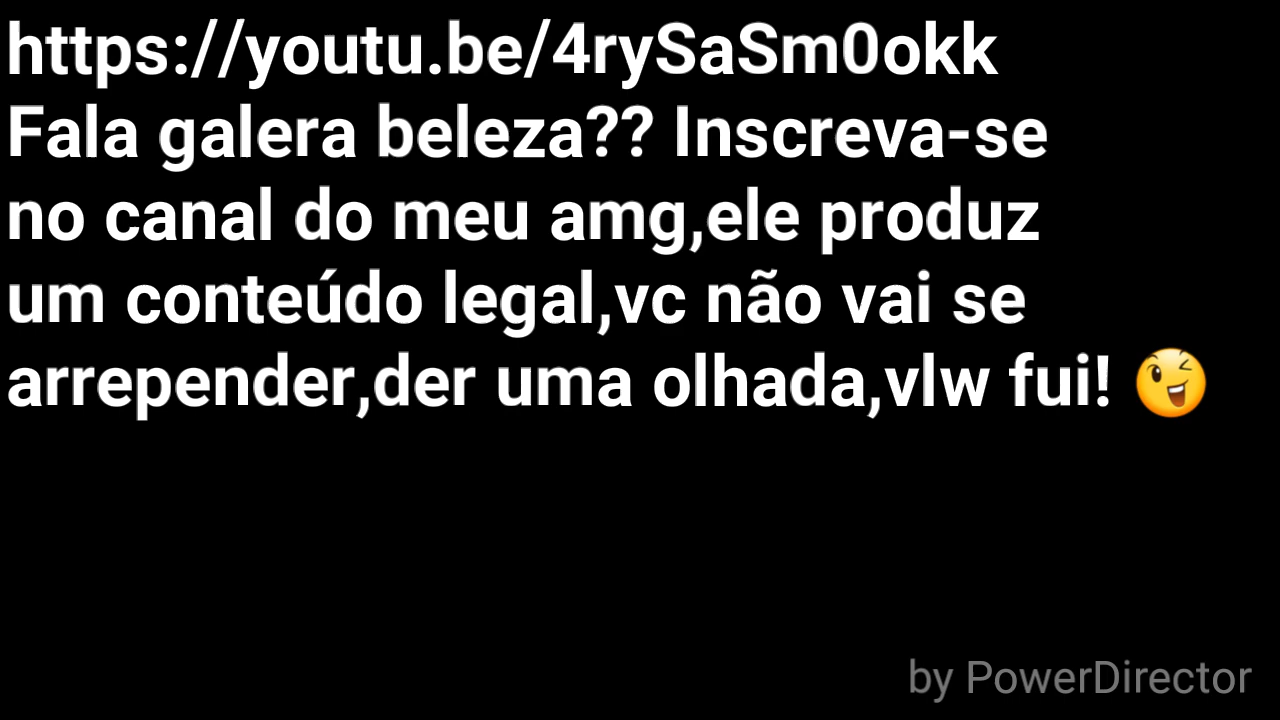 https://youtu.be/4rySaSm0okk
Fala galera beleza?? Inscreva-se
no canal do meu amg,ele produz
um conteúdo legal,vc não vai se
arrepender,der uma olhada,vlw fui! 😉
by PowerDirector